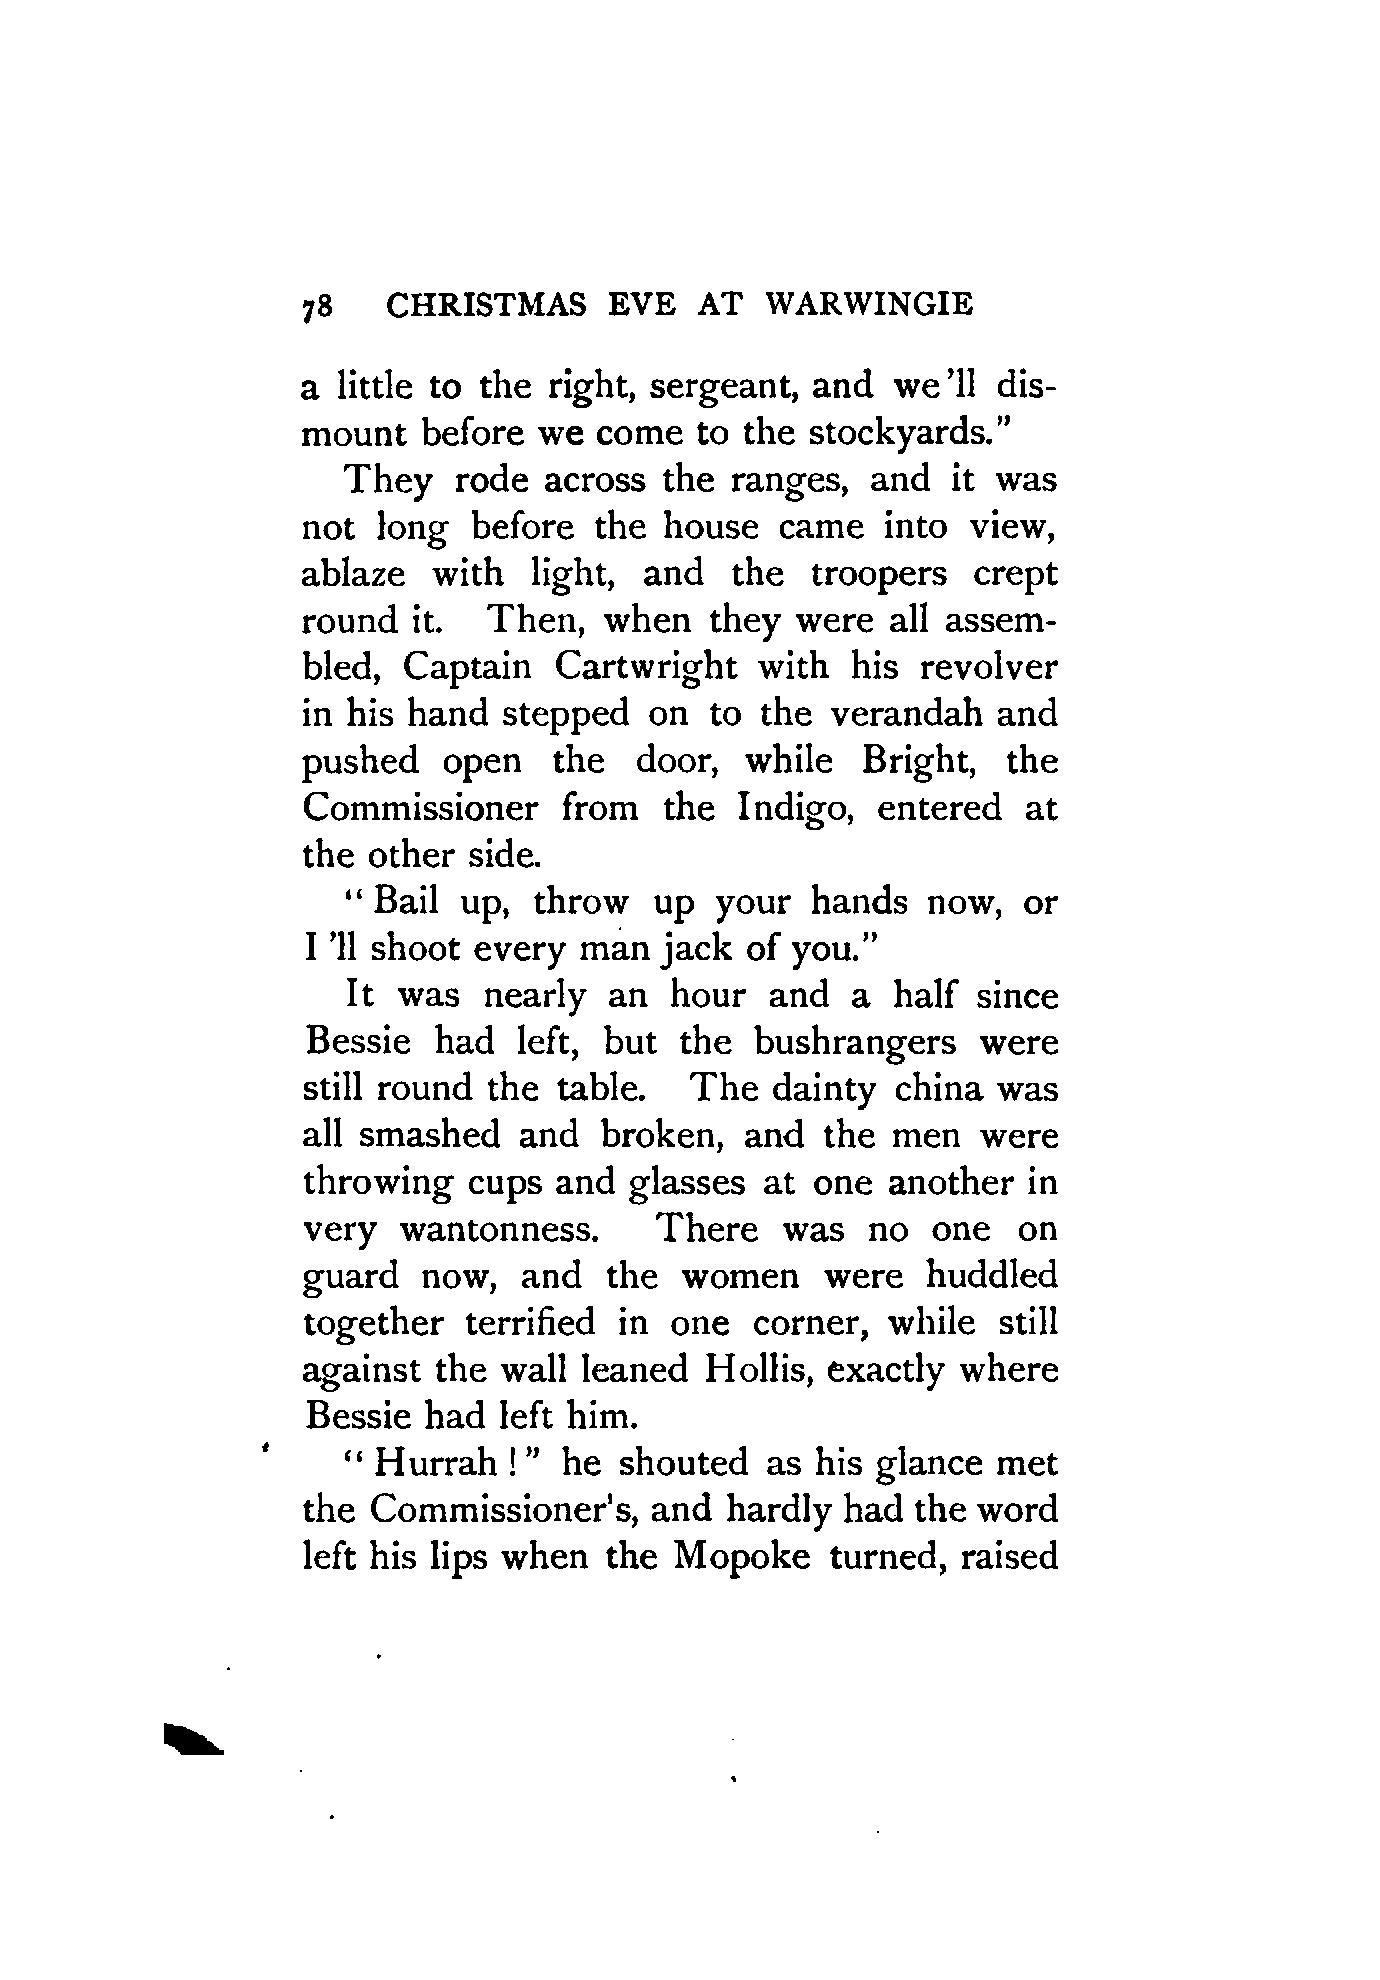 78 CHRISTMAS EVE AT WARWINGIE
a little to the right, sergeant, and we'll dis-
mount before we come to the stockyards."
They rode across the ranges, and it was
not long before the house came into view,
ablaze with light, and the troopers crept
round it. Then, when they were all assem-
bled, Captain Cartwright with his revolver
in his hand stepped on to the verandah and
pushed open the door, while Bright, the
Commissioner from the Indigo, entered at
the other side.
"Bail up, throw up your hands now, or
I'll shoot every man jack of you."
It was nearly an hour and a half since
Bessie had left, but the bushrangers were
still round the table. The dainty china was
all smashed and broken, and the men were
throwing cups and glasses at one another in
very wantonness. There was no one on
guard now, and the women were huddled
together terrified in one corner, while still
against the wall leaned Hollis, exactly where
Bessie had left him.
"Hurrah!" he shouted as his glance met
the Commissioner's, and hardly had the word
left his lips when the Mopoke turned, raised